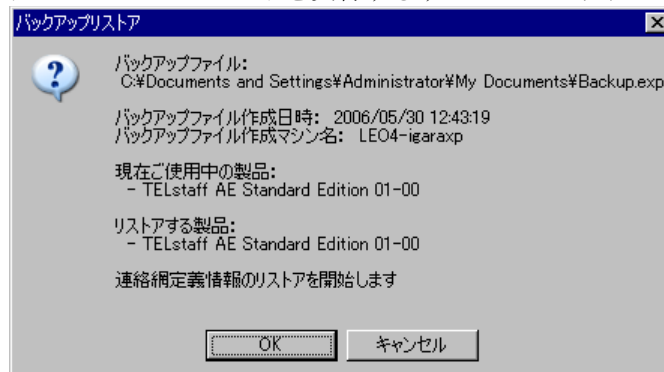 バックアップリストア
バックアップファイル:
C:¥Documents and Settings¥Administrator¥My Documents¥Backup.exp
バックアップファイル作成日時: 2006/05/30 12:43:19
バックアップファイル作成マシン名: LEO4-igaraxp
現在ご使用中の製品:
- TELstaff AE Standard Edition 01-00
リストアする製品:
- TELstaff AE Standard Edition 01-00
連絡網定義情報のリストアを開始します
OK
キャンセル